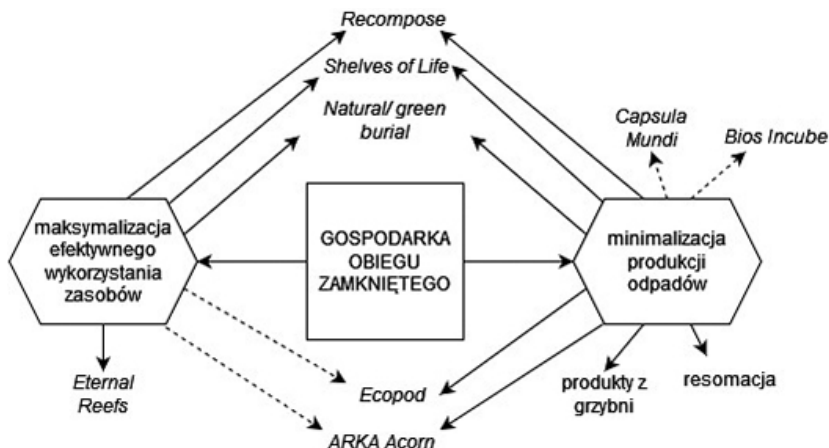 Recompose
Shelves of Life
Natural/ green
burial
Capsula
Mundi
Bios Incube
maksymalizacja
efektywnego
wykorzystania
zasobów
GOSPODARKA
OBIEGU
ZAMKNIĘTEGO
minimalizacja
produkcji
odpadów
Eternal
Reefs
Ecopod
produkty z
grzybni
resomacja
ARKA Acorn